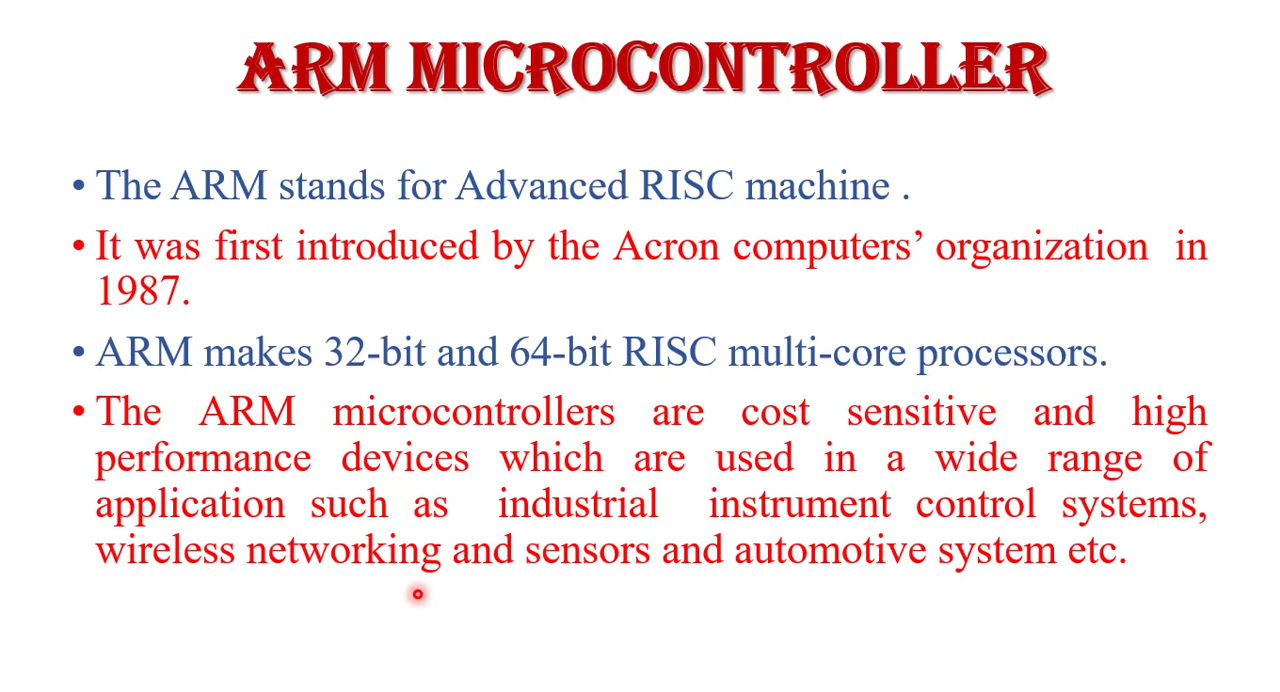 ARM MICROCONTROLLER
• The ARM stands for Advanced RISC machine .
• It was first introduced by the Acron computers’ organization in
1987.
• ARM makes 32-bit and 64-bit RISC multi-core processors.
• The ARM microcontrollers are cost sensitive and high
performance devices which are used in a wide range of
application such as industrial instrument control systems,
wireless networking and sensors and automotive system etc.